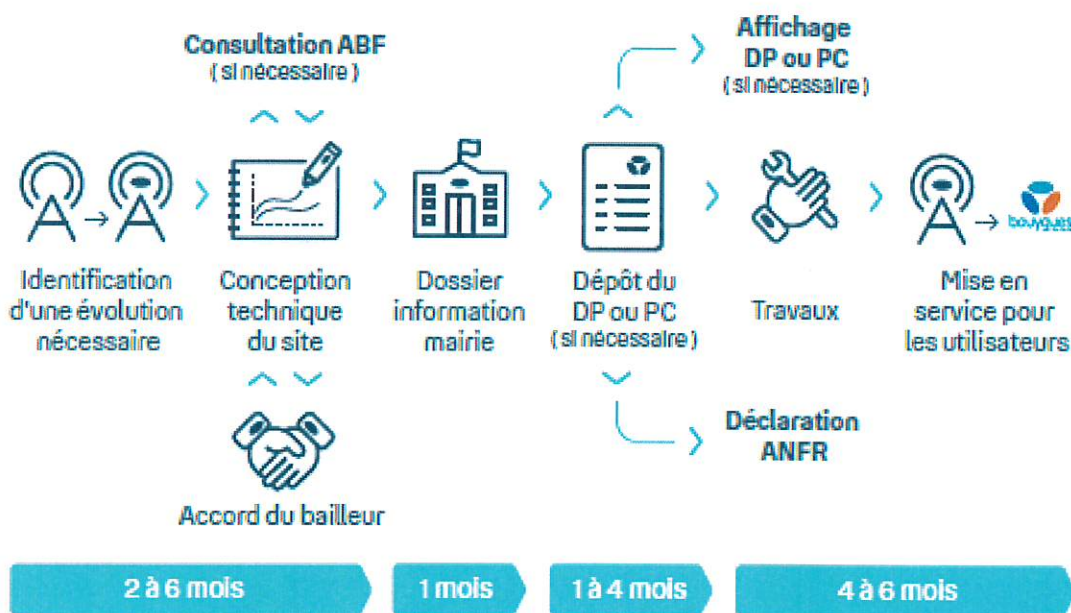 Consultation ABF
( si nécessaire )
Affichage
DP ou PC
( si nécessaire )
bouygues
Identification
d'une évolution
nécessaire
Conception
technique
du site
Dossier
information
mairie
Dépôt du
DP ou PC
( si nécessaire )
Travaux
Mise en
service pour
les utilisateurs
Déclaration
ANFR
Accord du bailleur
2 à 6 mois
1 mois
1 à 4 mois
4 à 6 mois